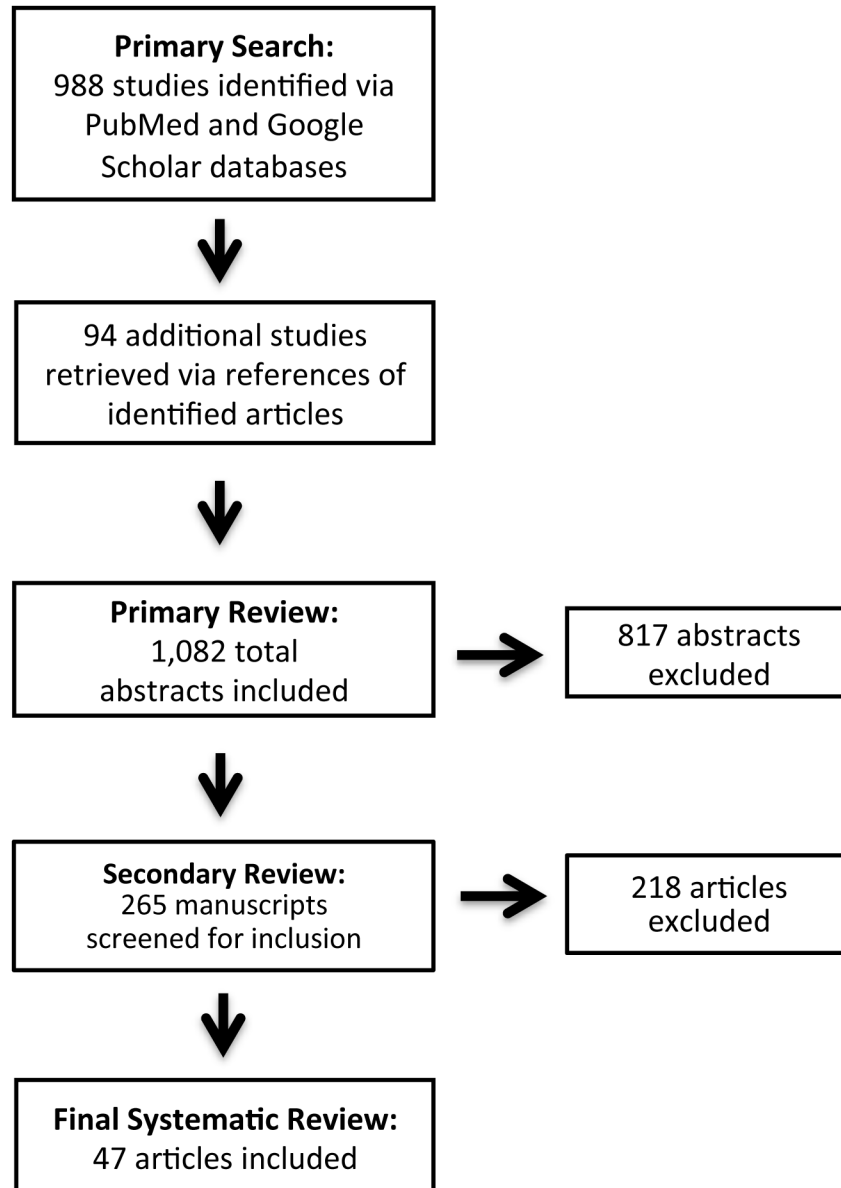 Primary Search:
988 studies identified via
PubMed and Google
Scholar databases
94 additional studies
retrieved via references of
identified articles
Primary Review:
1,082 total
abstracts included
817 abstracts
excluded
Secondary Review:
265 manuscripts
screened for inclusion
218 articles
excluded
Final Systematic Review:
47 articles included